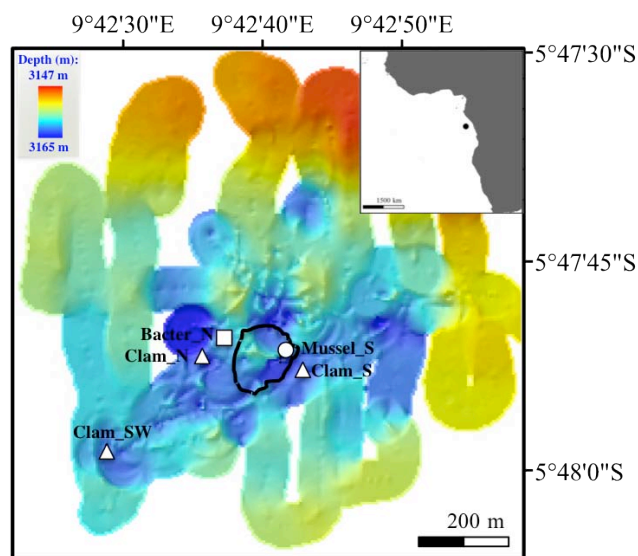 9°42'30"E 9°42'40"E 9°42'50"E
Depth (m):
3147 m
3165 m
1500 km
5°47'30"S
5°47'45"S
Bacter_N
Clam_N
Mussel_S
Clam_S
Clam_SW
5°48'0"S
200 m